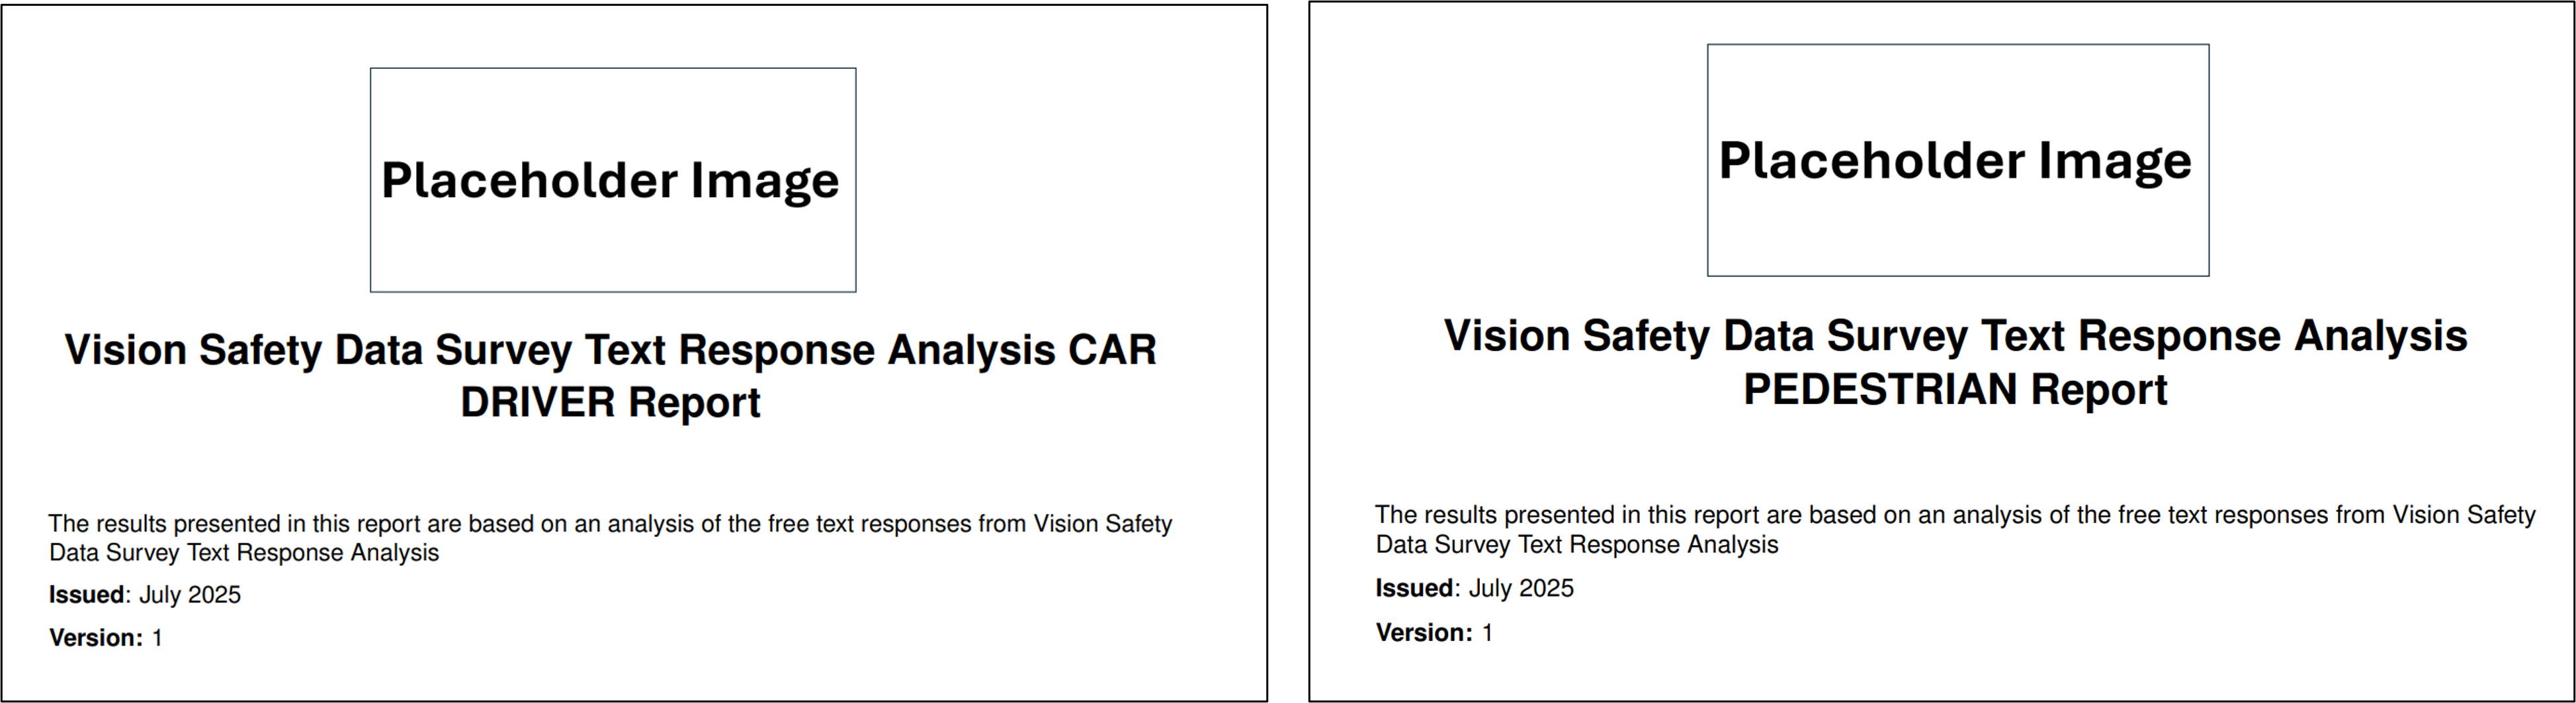 Placeholder Image
Vision Safety Data Survey Text Response Analysis CAR
DRIVER Report
The results presented in this report are based on an analysis of the free text responses from Vision Safety
Data Survey Text Response Analysis
Issued: July 2025
Version: 1
Placeholder Image
Vision Safety Data Survey Text Response Analysis
PEDESTRIAN Report
The results presented in this report are based on an analysis of the free text responses from Vision Safety
Data Survey Text Response Analysis
Issued: July 2025
Version: 1